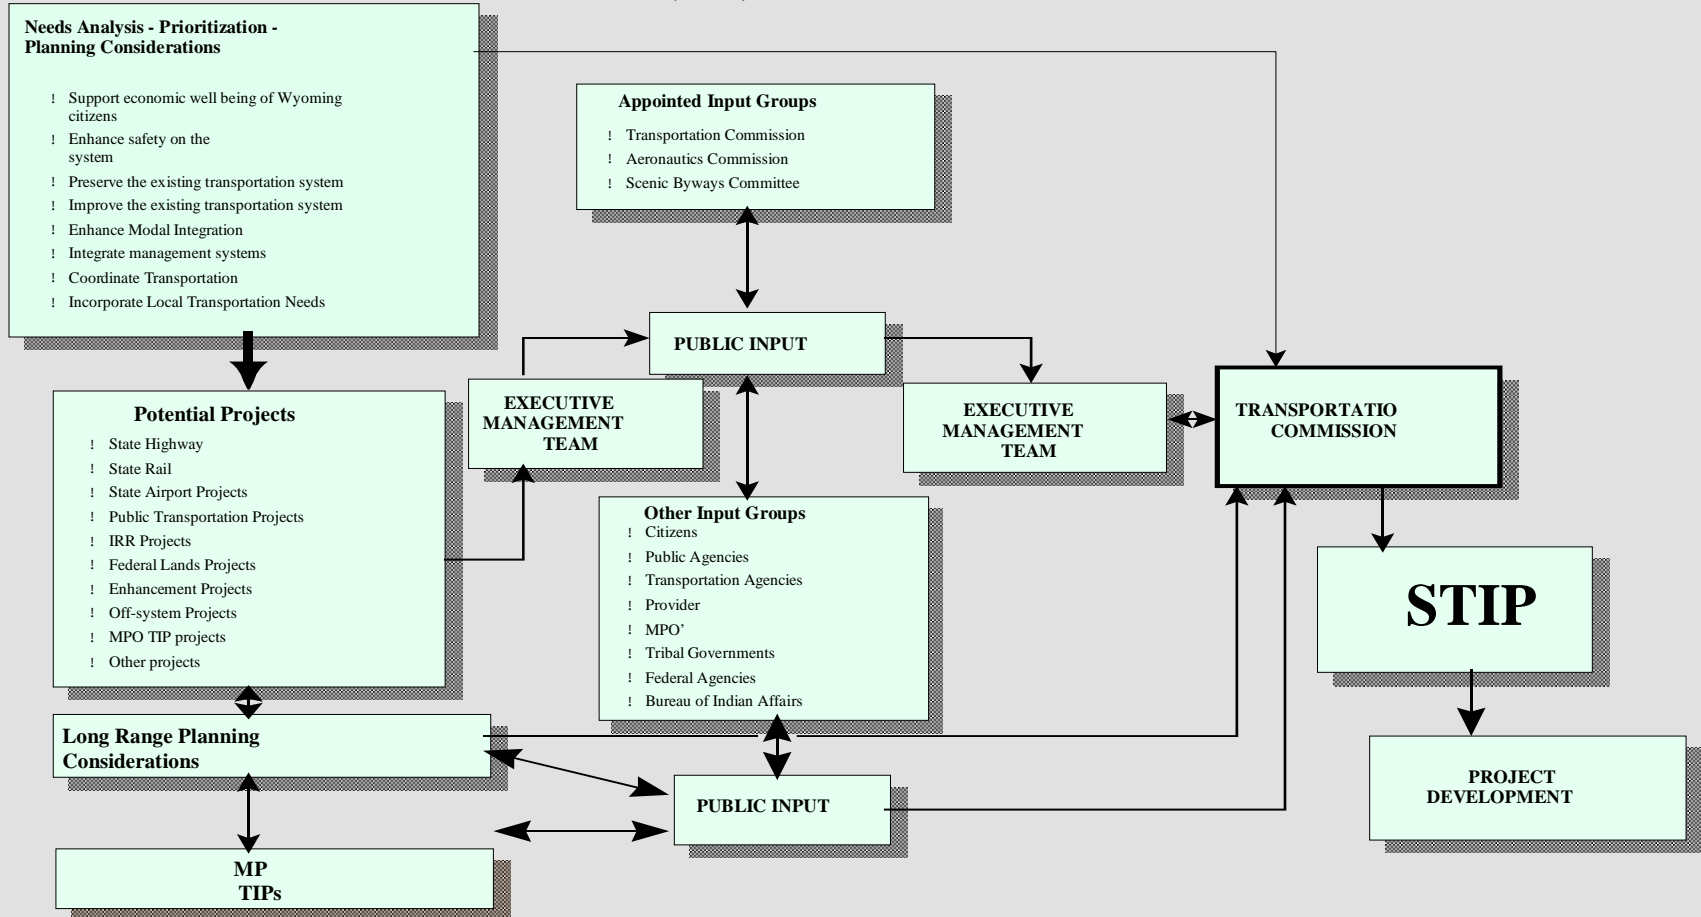 Needs Analysis - Prioritization -
Planning Considerations
! Support economic well being of Wyoming
citizens
! Enhance safety on the
system
! Preserve the existing transportation system
! Improve the existing transportation system
! Enhance Modal Integration
! Integrate management systems
! Coordinate Transportation
! Incorporate Local Transportation Needs
Appointed Input Groups
! Transportation Commission
! Aeronautics Commission
! Scenic Byways Committee
PUBLIC INPUT
Potential Projects
! State Highway
! State Rail
! State Airport Projects
! Public Transportation Projects
! IRR Projects
! Federal Lands Projects
! Enhancement Projects
! Off-system Projects
! MPO TIP projects
! Other projects
EXECUTIVE
MANAGEMENT
TEAM
EXECUTIVE
MANAGEMENT
TEAM
TRANSPORTATIO
COMMISSION
Other Input Groups
! Citizens
! Public Agencies
! Transportation Agencies
! Provider
! MPO'
! Tribal Governments
! Federal Agencies
! Bureau of Indian Affairs
STIP
Long Range Planning
Considerations
PUBLIC INPUT
PROJECT
DEVELOPMENT
MP
TIPs